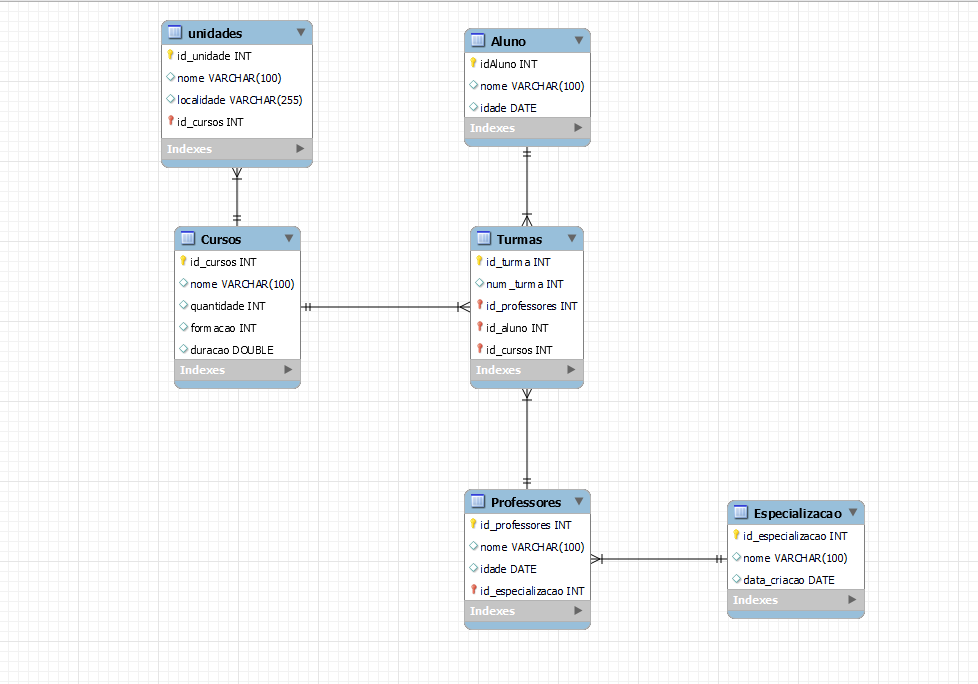 unidades
id_unidade INT
nome VARCHAR(100)
localidade VARCHAR(255)
id_cursos INT
Indexes
Aluno
idAluno INT
nome VARCHAR(100)
idade DATE
Indexes
Cursos
id_cursos INT
nome VARCHAR(100)
quantidade INT
formacao INT
duracao DOUBLE
Indexes
Turmas
id_turma INT
num_turma INT
id_professores INT
id_aluno INT
id_cursos INT
Indexes
Professores
id_professores INT
nome VARCHAR(100)
idade DATE
id_especializacao INT
Indexes
Especializacao
id_especializacao INT
nome VARCHAR(100)
data_criacao DATE
Indexes